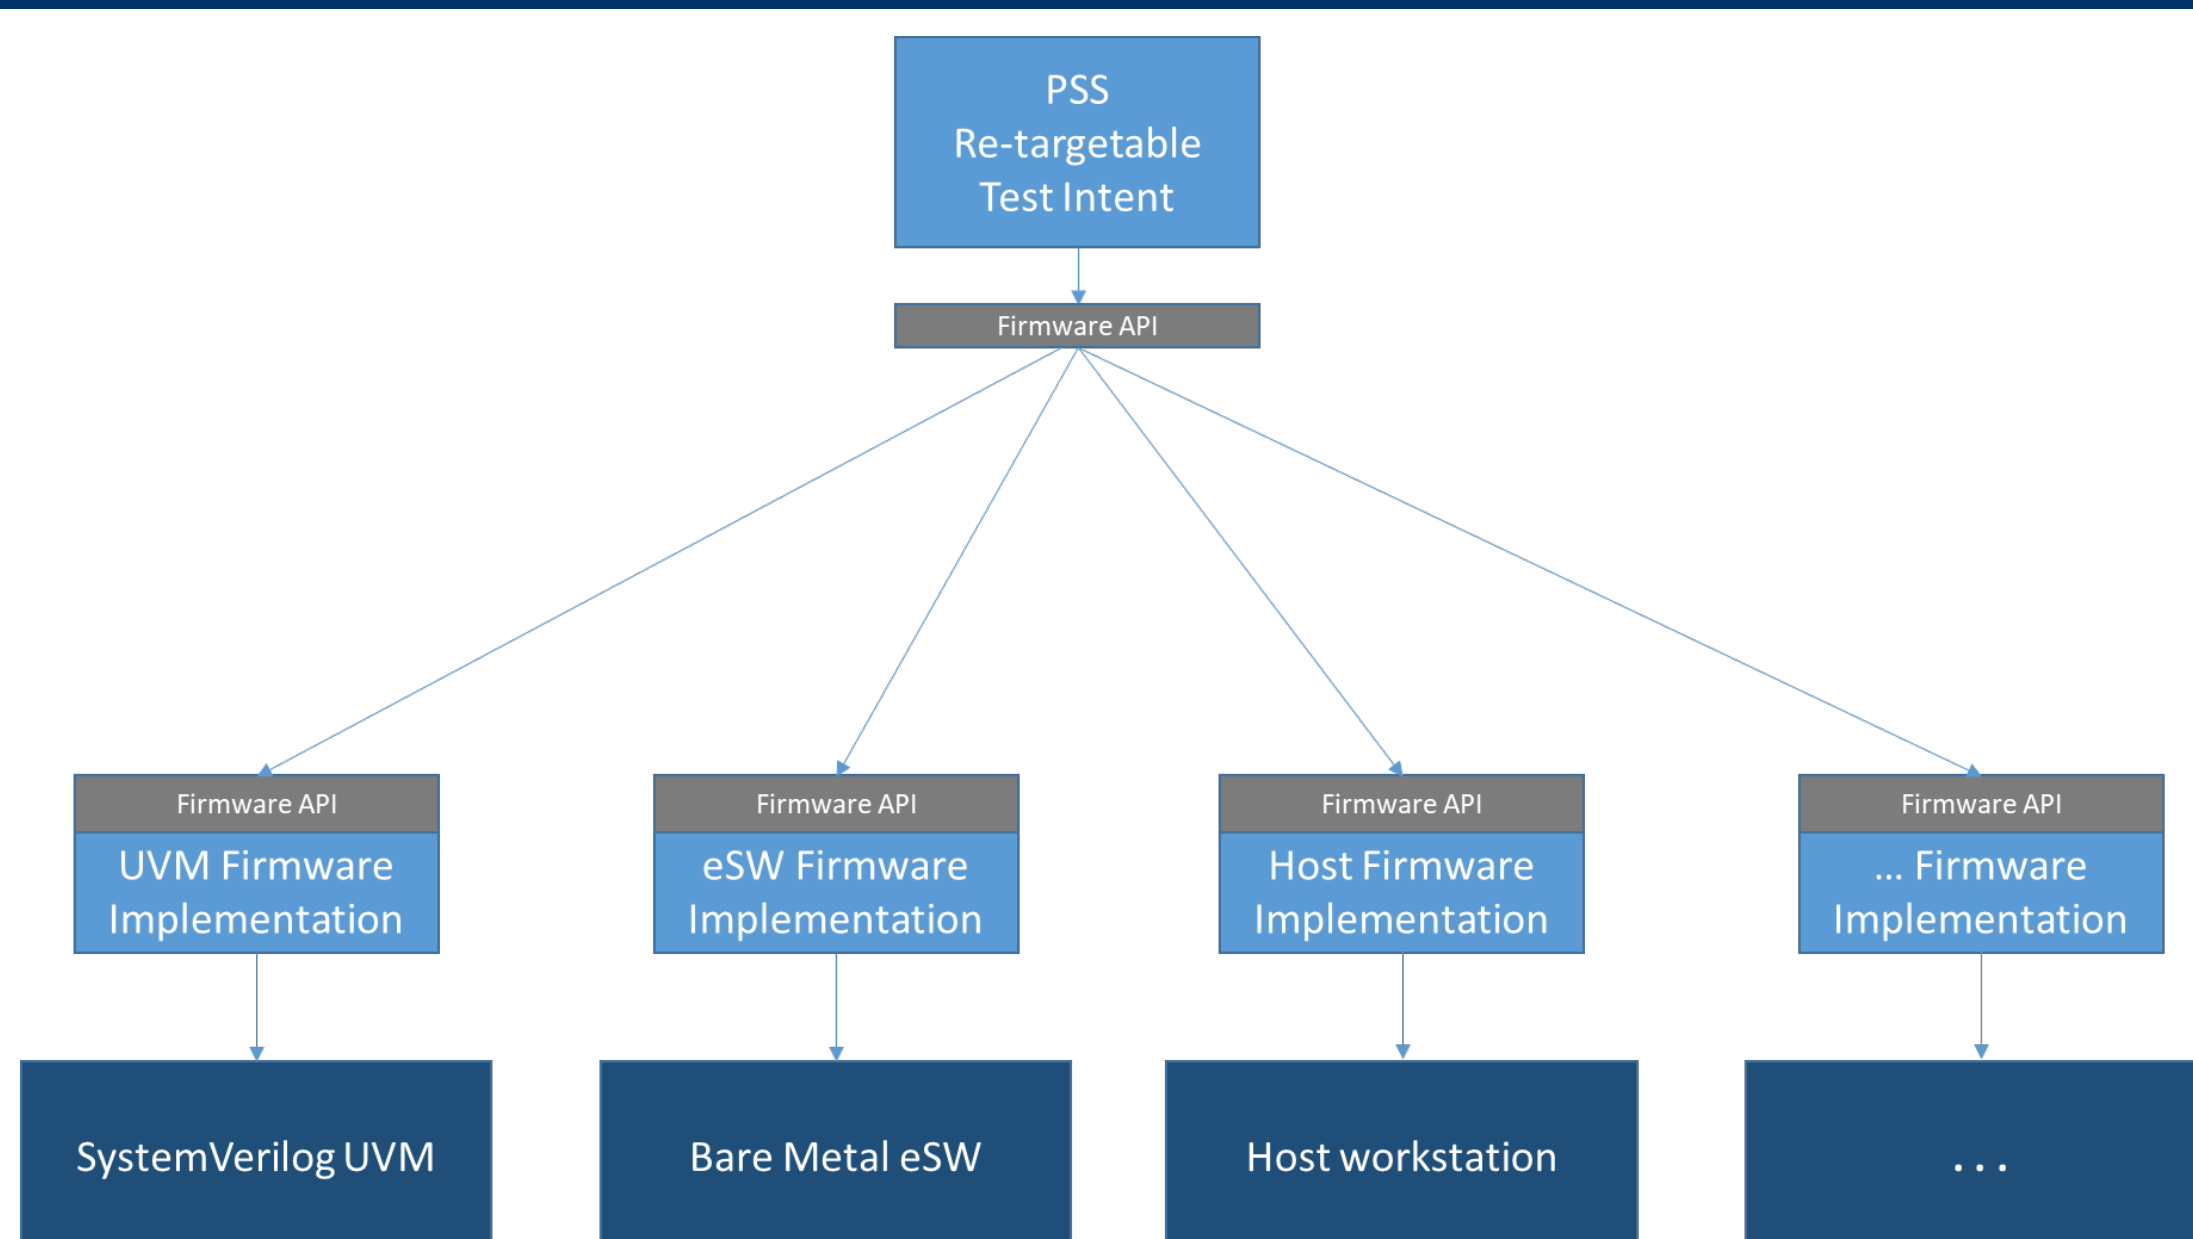 PSS
Re-targetable
Test Intent
Firmware API
Firmware API
UVM Firmware
Implementation
Firmware API
eSW Firmware
Implementation
Firmware API
Host Firmware
Implementation
Firmware API
... Firmware
Implementation
SystemVerilog UVM
Bare Metal eSW
Host workstation
...